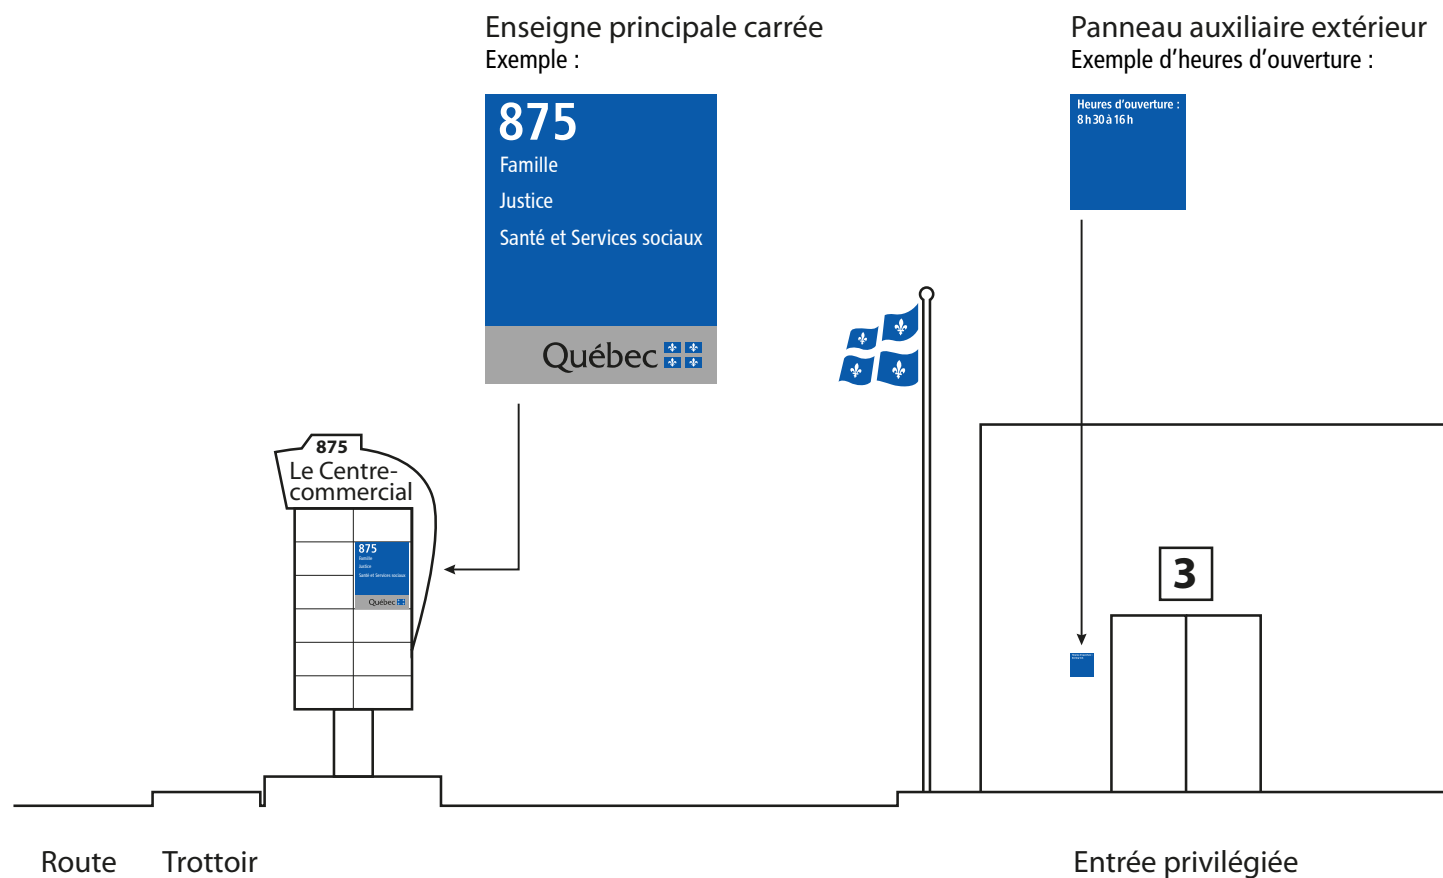 Enseigne principale carrée
Exemple :
875
Famille
Justice
Santé et Services sociaux
Québec
Panneau auxiliaire extérieur
Exemple d'heures d'ouverture :
Heures d'ouverture :
8 h 30 à 16 h
875
Le Centre-
commercial
875
Famille
Justice
Santé et Services sociaux
Québec
3
Route
Trottoir
Entrée privilégiée